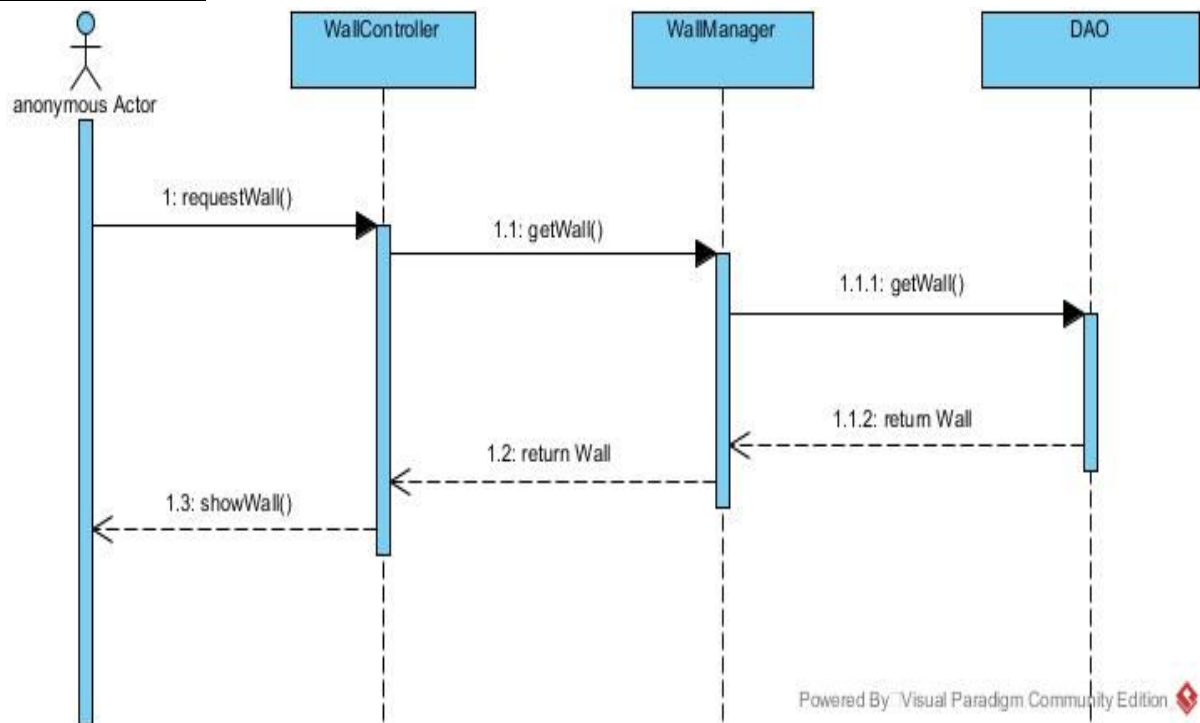 WallController
WallManager
DAO
anonymous Actor
1: requestWall()
1.1: getWall()
1.1.1: getWall()
1.1.2: return Wall
1.2: return Wall
1.3: showWall()
Powered By Visual Paradigm Community Edition